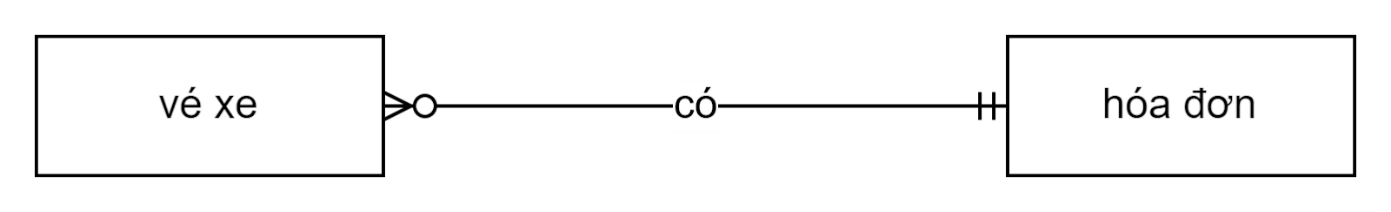 vé xe
có
hóa đơn